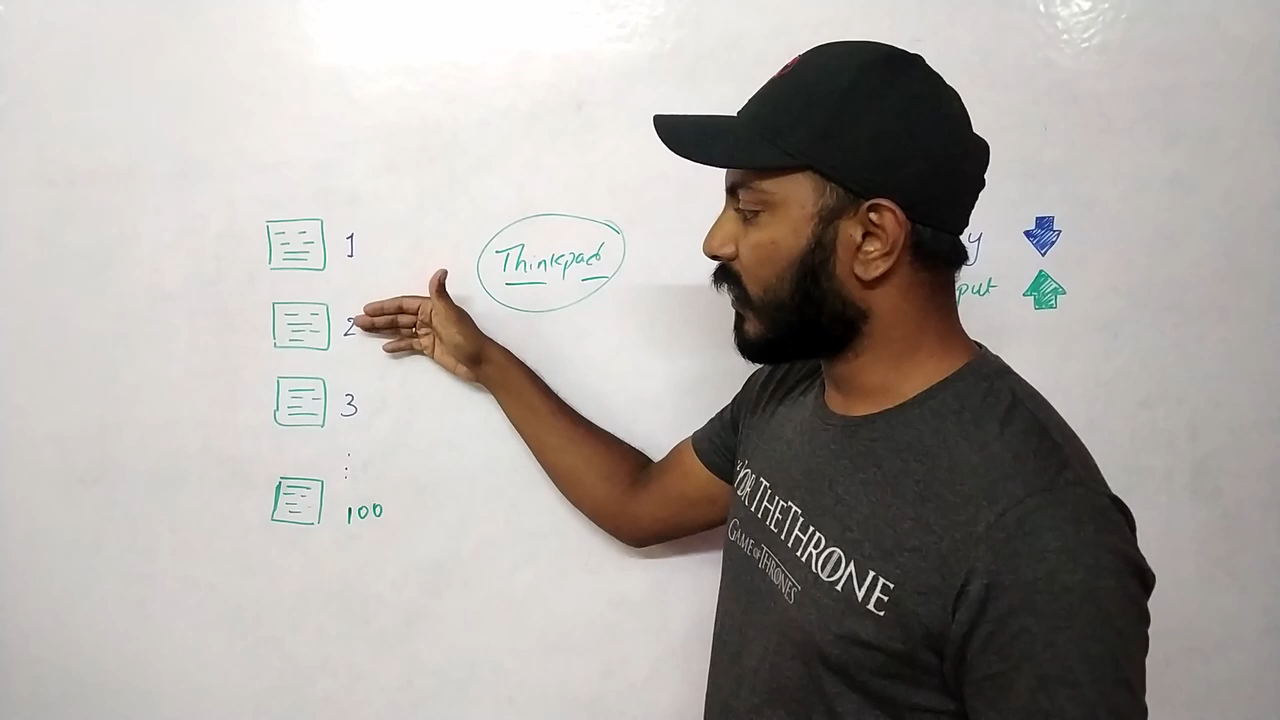 1
2
3
100
Thinkpad
y
put
FOR THE THRONE
GAME OF THRONES